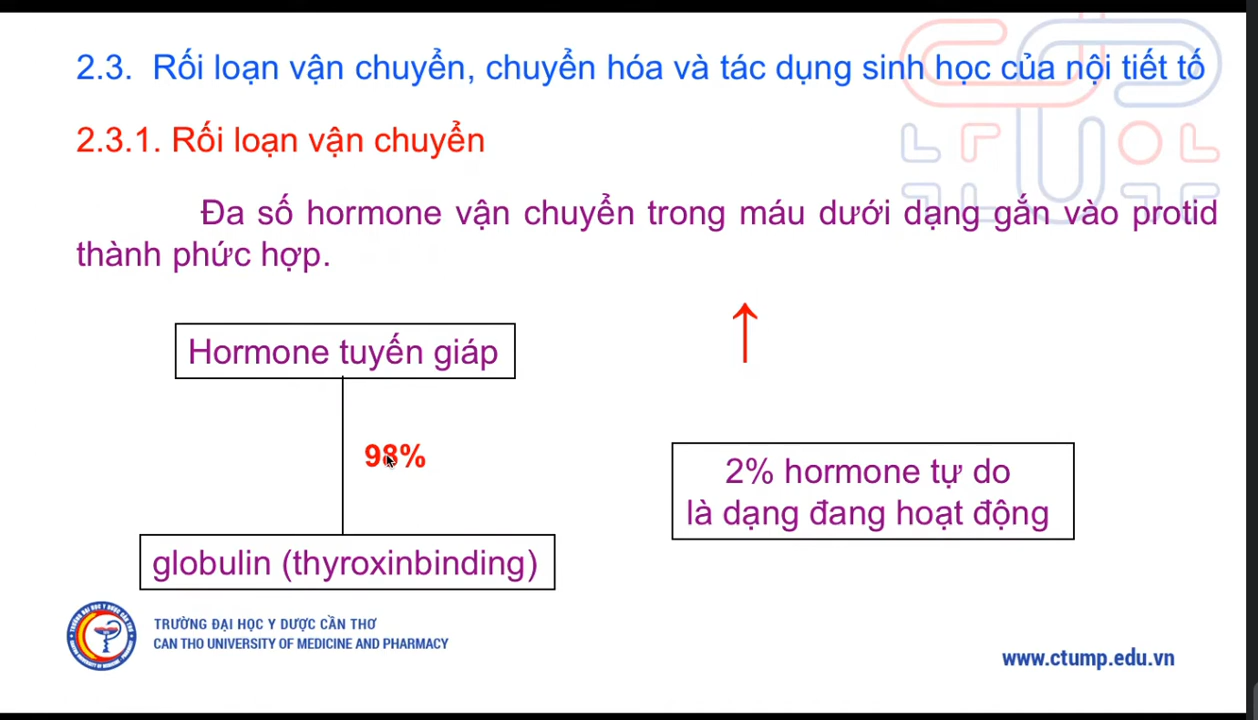 2.3. Rối loạn vận chuyển, chuyển hóa và tác dụng sinh học của nội tiết tố
2.3.1. Rối loạn vận chuyển
Đa số hormone vận chuyển trong máu dưới dạng gắn vào protid
thành phức hợp.
↑
Hormone tuyến giáp
98%
2% hormone tự do
là dạng đang hoạt động
globulin (thyroxinbinding)
TRƯỜNG ĐẠI HỌC Y DƯỢC CẦN THƠ
CAN THO UNIVERSITY OF MEDICINE AND PHARMACY
www.ctump.edu.vn